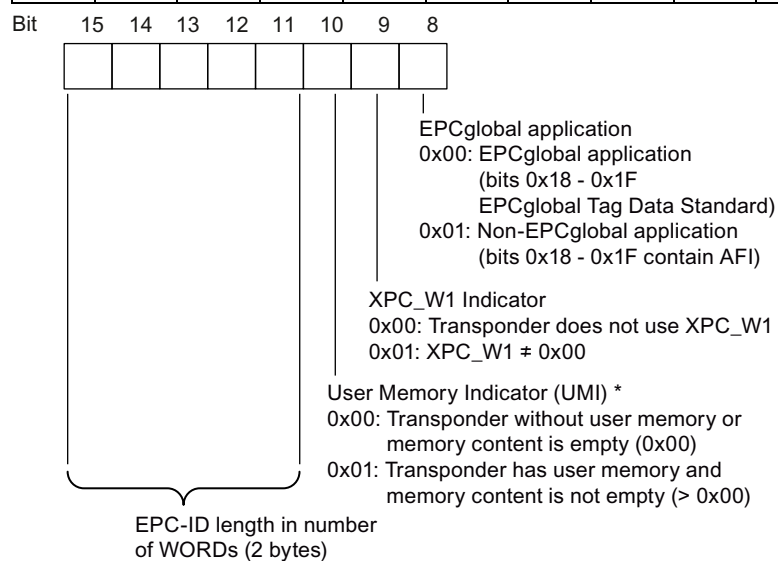 Bit 15 14 13 12 11 10 9 8
EPCglobal application
0x00: EPCglobal application
(bits 0x18 - 0x1F
EPCglobal Tag Data Standard)
0x01: Non-EPCglobal application
(bits 0x18 - 0x1F contain AFI)
XPC_W1 Indicator
0x00: Transponder does not use XPC_W1
0x01: XPC_W1 ≠ 0x00
User Memory Indicator (UMI) *
0x00: Transponder without user memory or
memory content is empty (0x00)
0x01: Transponder has user memory and
memory content is not empty (> 0x00)
EPC-ID length in number
of WORDs (2 bytes)